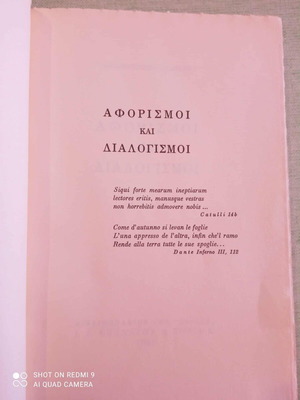 ΑΦΟΡΙΣΜΟΙ
ΚΑΙ
ΔΙΑΛΟΓΙΣΜΟΙ
Siqui forte mearum ineptiarum
lectores eritis, manusque vestras
non horrebitis admovere nobis ...
Catulli 14b
Come d'autunno si levan le foglie
L'una appresso de l'altra, infin che'l ramo
Rende alla terra tutte le sue spoglie...
Dante Inferno III, 112
SHOT ON REDMI 9
AI QUAD CAMERA